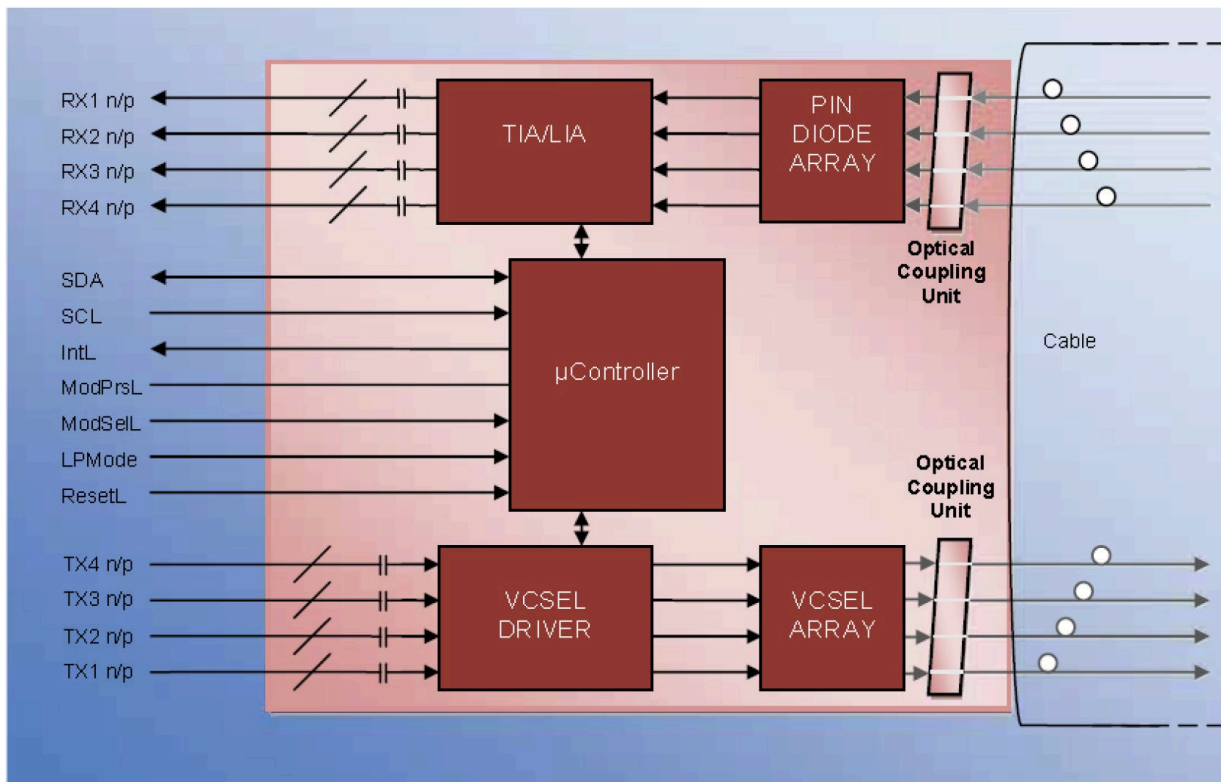 RX1 n/p
RX2 n/p
RX3 n/p
RX4 n/p
TIA/LIA
PIN
DIODE
ARRAY
Optical
Coupling
Unit
SDA
SCL
IntL
ModPrsL
ModSelL
LPMode
ResetL
µController
Cable
Optical
Coupling
Unit
TX4 n/p
TX3 n/p
TX2 n/p
TX1 n/p
VCSEL
DRIVER
VCSEL
ARRAY